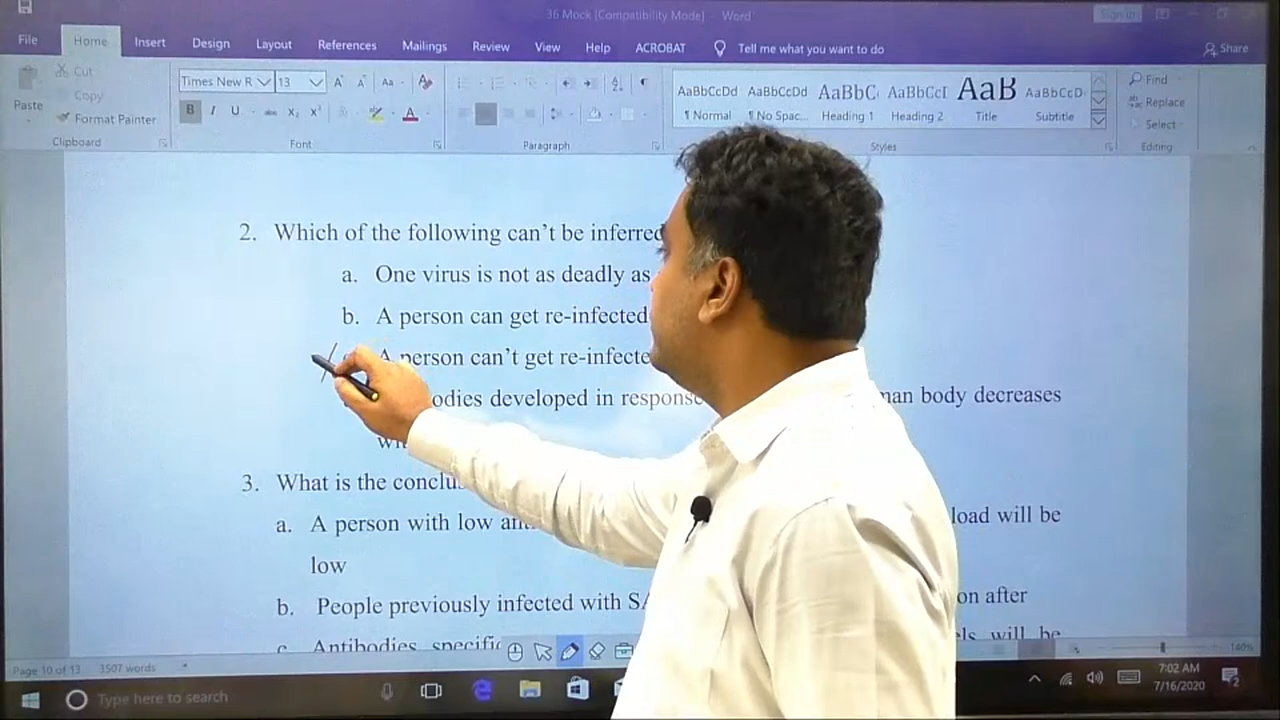 36 Mock [Compatibility Mode] - Word
Sign in
File Home Insert Design Layout References Mailings Review View Help ACROBAT Tell me what you want to do Share
Cut
Copy
Format Painter
Paste
Clipboard
Times New R 13
B I U
Font
Paragraph
AaBbCcDd AaBbCcDd AaBbC AaBbCcI AaB AaBbCcD
¶ Normal ¶ No Spac... Heading 1 Heading 2 Title Subtitle
Styles
Find
Replace
Select
Editing
2. Which of the following can't be inferred
a. One virus is not as deadly as
b. A person can get re-infected
A person can't get re-infecte
odies developed in response man body decreases
3. What is the conclu
a. A person with low an load will be
low
b. People previously infected with SA on after
c. Antibodies specific els will be
Page 10 of 13 3507 words
140%
Type here to search
7:02 AM
7/16/2020
2